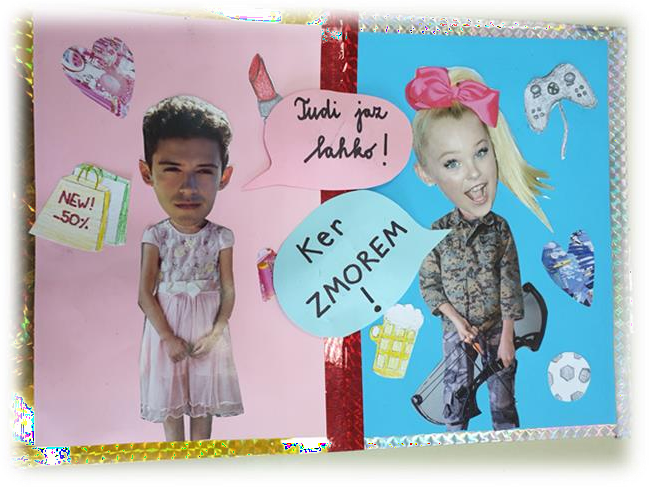 Tudi jaz
lahko!
NEW!
-50%
Ker
ZMOREM
!